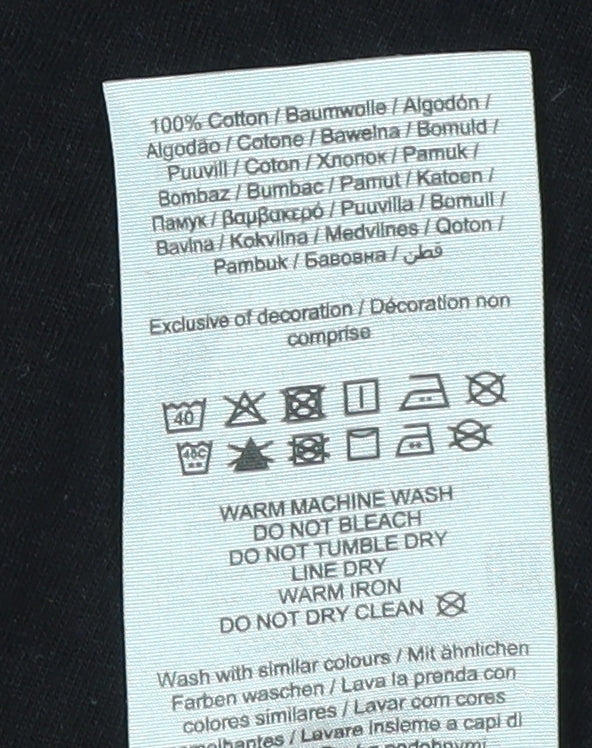 100% Cotton / Baumwolle / Algodón /
Algodão / Cotone / Bawełna / Bomuld /
Puuvill / Coton / Хлопок / Pamuk /
Bombaz / Bumbac / Pamut / Katoen /
Памук / βαμβακερό / Puuvilla / Bomull /
Bavlna / Kokvilna / Medvilnes / Qoton /
Pambuk / Бавовна / قطن
Exclusive of decoration / Décoration non
comprise
40
40C
WARM MACHINE WASH
DO NOT BLEACH
DO NOT TUMBLE DRY
LINE DRY
WARM IRON
DO NOT DRY CLEAN
Wash with similar colours / Mit ähnlichen
Farben waschen / Lava la prenda con
colores similares / Lavar com cores
semelhantes / Lavare insieme a capi di
podobnymi